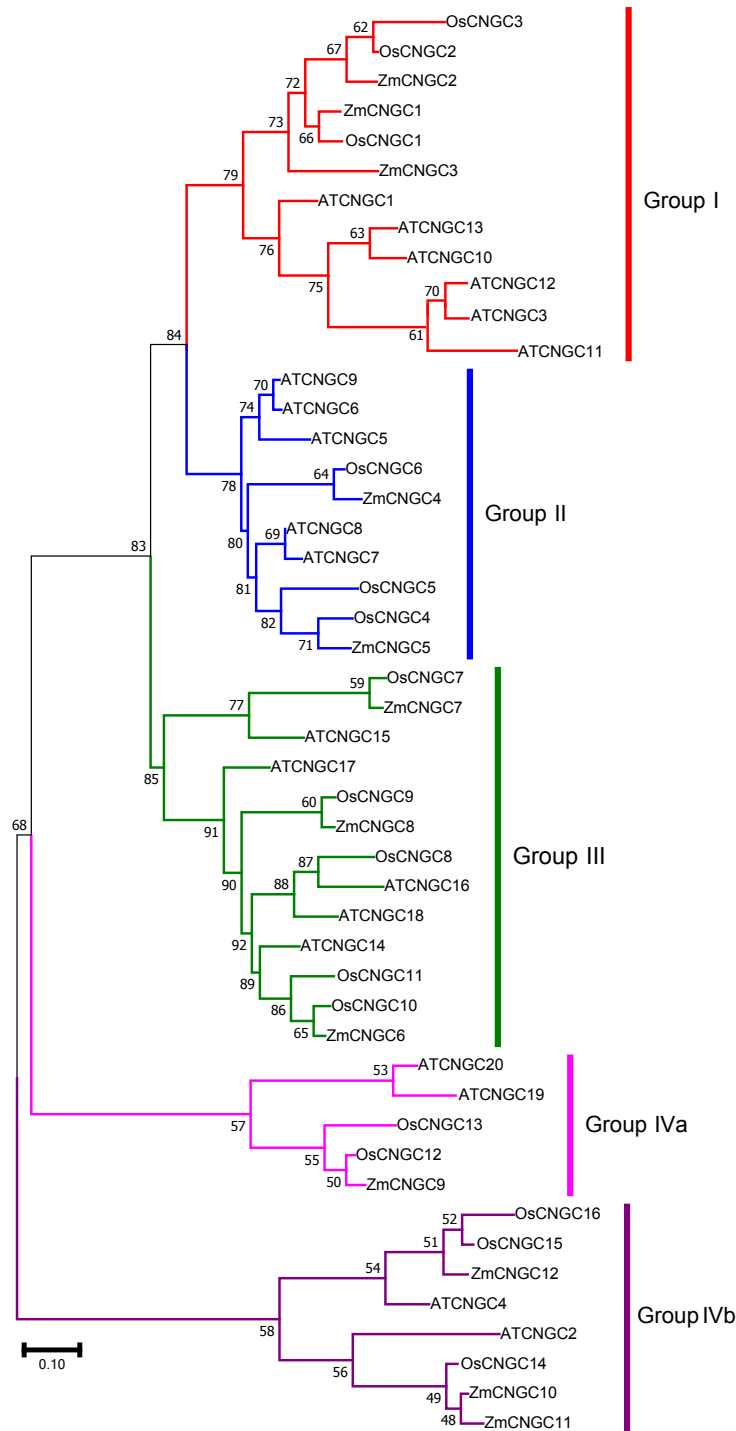 OsCNGC3
62
OsCNGC2
67
ZmCNGC2
72
ZmCNGC1
73
66
OsCNGC1
ZmCNGC3
79
ATCNGC1
Group I
76
63
ATCNGC13
ATCNGC10
75
ATCNGC12
70
ATCNGC3
61
84
ATCNGC11
70
ATCNGC9
74
ATCNGC6
ATCNGC5
64
OsCNGC6
78
ZmCNGC4
Group II
80
69
ATCNGC8
83
ATCNGC7
81
OsCNGC5
82
OsCNGC4
71
ZmCNGC5
59
OsCNGC7
77
ZmCNGC7
ATCNGC15
85
ATCNGC17
60
OsCNGC9
91
ZmCNGC8
68
87
OsCNGC8
Group III
90
88
ATCNGC16
ATCNGC18
92
ATCNGC14
89
OsCNGC11
86
OsCNGC10
65
ZmCNGC6
53
ATCNGC20
ATCNGC19
57
OsCNGC13
Group IVa
55
OsCNGC12
50
ZmCNGC9
52
OsCNGC16
51
OsCNGC15
54
ZmCNGC12
ATCNGC4
Group IVb
58
ATCNGC2
56
OsCNGC14
0.10
49
ZmCNGC10
48
ZmCNGC11